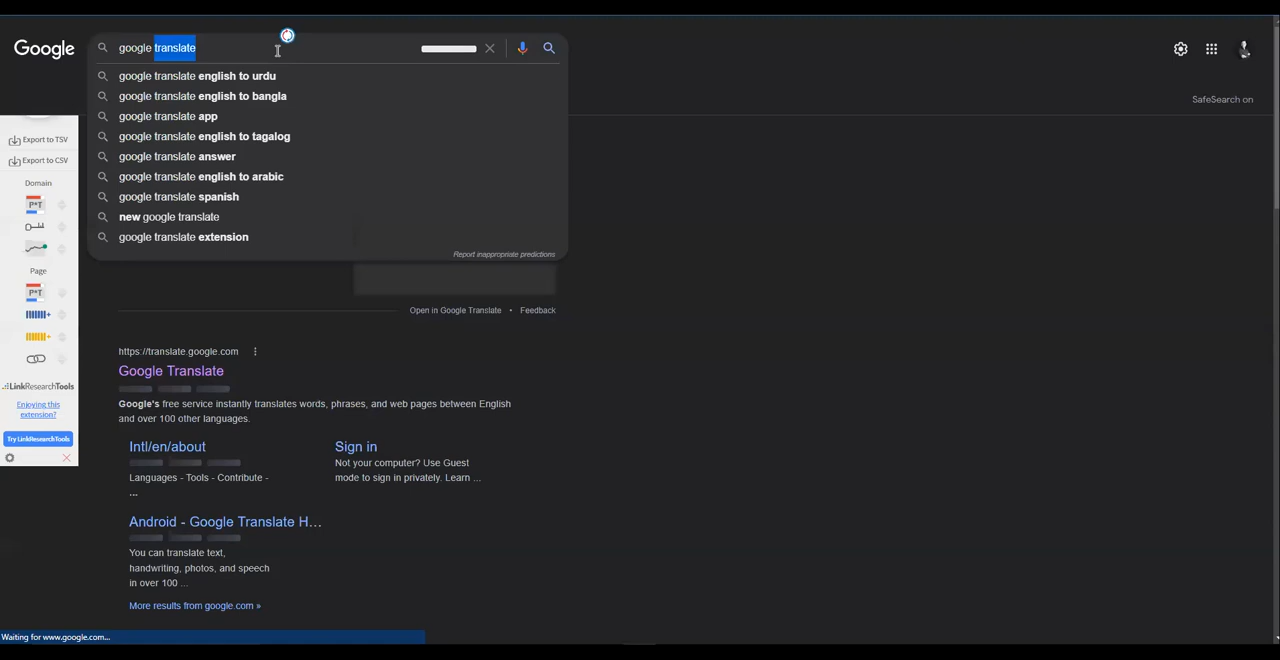 Google
google translate
google translate english to urdu
google translate english to bangla
google translate app
google translate english to tagalog
google translate answer
google translate english to arabic
google translate spanish
new google translate
google translate extension
Report inappropriate predictions
SafeSearch on
Export to TSV
Export to CSV
Domain
P*T
Page
P*T
LinkResearchTools
Enjoying this
extension?
Try LinkResearchTools
Open in Google Translate • Feedback
https://translate.google.com
Google Translate
Google's free service instantly translates words, phrases, and web pages between English
and over 100 other languages.
Intl/en/about
Languages - Tools - Contribute -
...
Sign in
Not your computer? Use Guest
mode to sign in privately. Learn ...
Android - Google Translate H...
You can translate text,
handwriting, photos, and speech
in over 100 ...
More results from google.com »
Waiting for www.google.com...